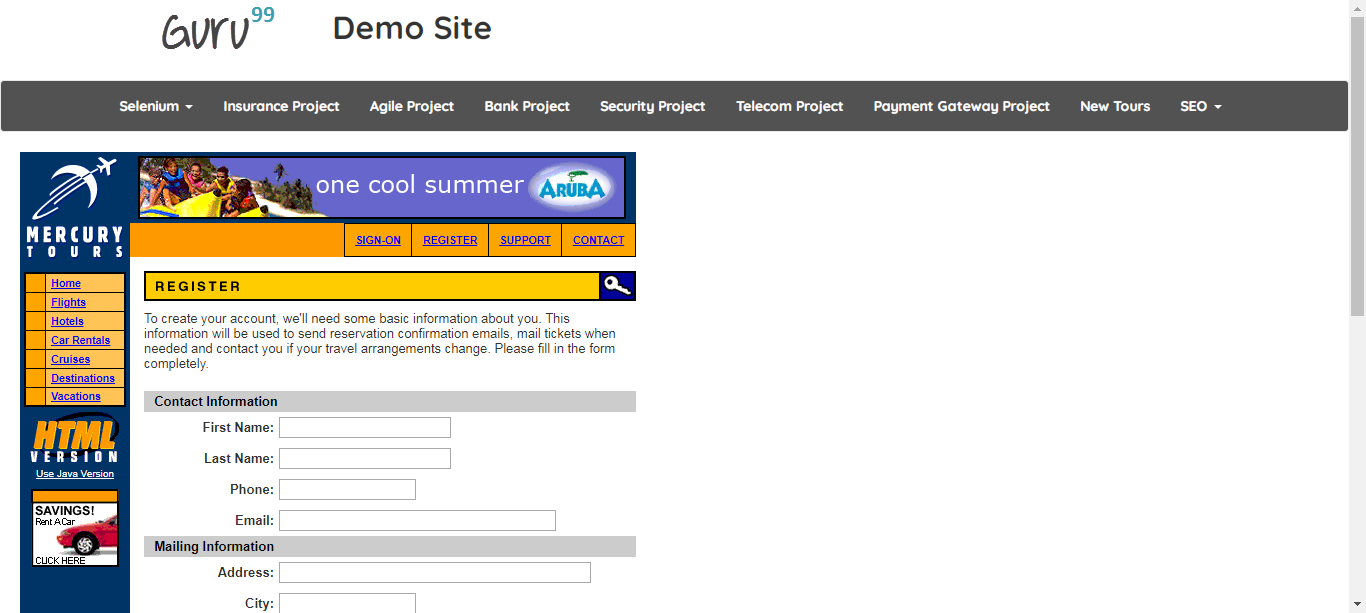 Guru99 Demo Site
Selenium Insurance Project Agile Project Bank Project Security Project Telecom Project Payment Gateway Project New Tours SEO
one cool summer ARUBA
MERCURY
TOURS
SIGN-ON REGISTER SUPPORT CONTACT
Home
Flights
Hotels
Car Rentals
Cruises
Destinations
Vacations
HTML
VERSION
Use Java Version
SAVINGS!
Rent A Car
CLICK HERE
REGISTER
To create your account, we'll need some basic information about you. This
information will be used to send reservation confirmation emails, mail tickets when
needed and contact you if your travel arrangements change. Please fill in the form
completely.
Contact Information
First Name:
Last Name:
Phone:
Email:
Mailing Information
Address:
City: